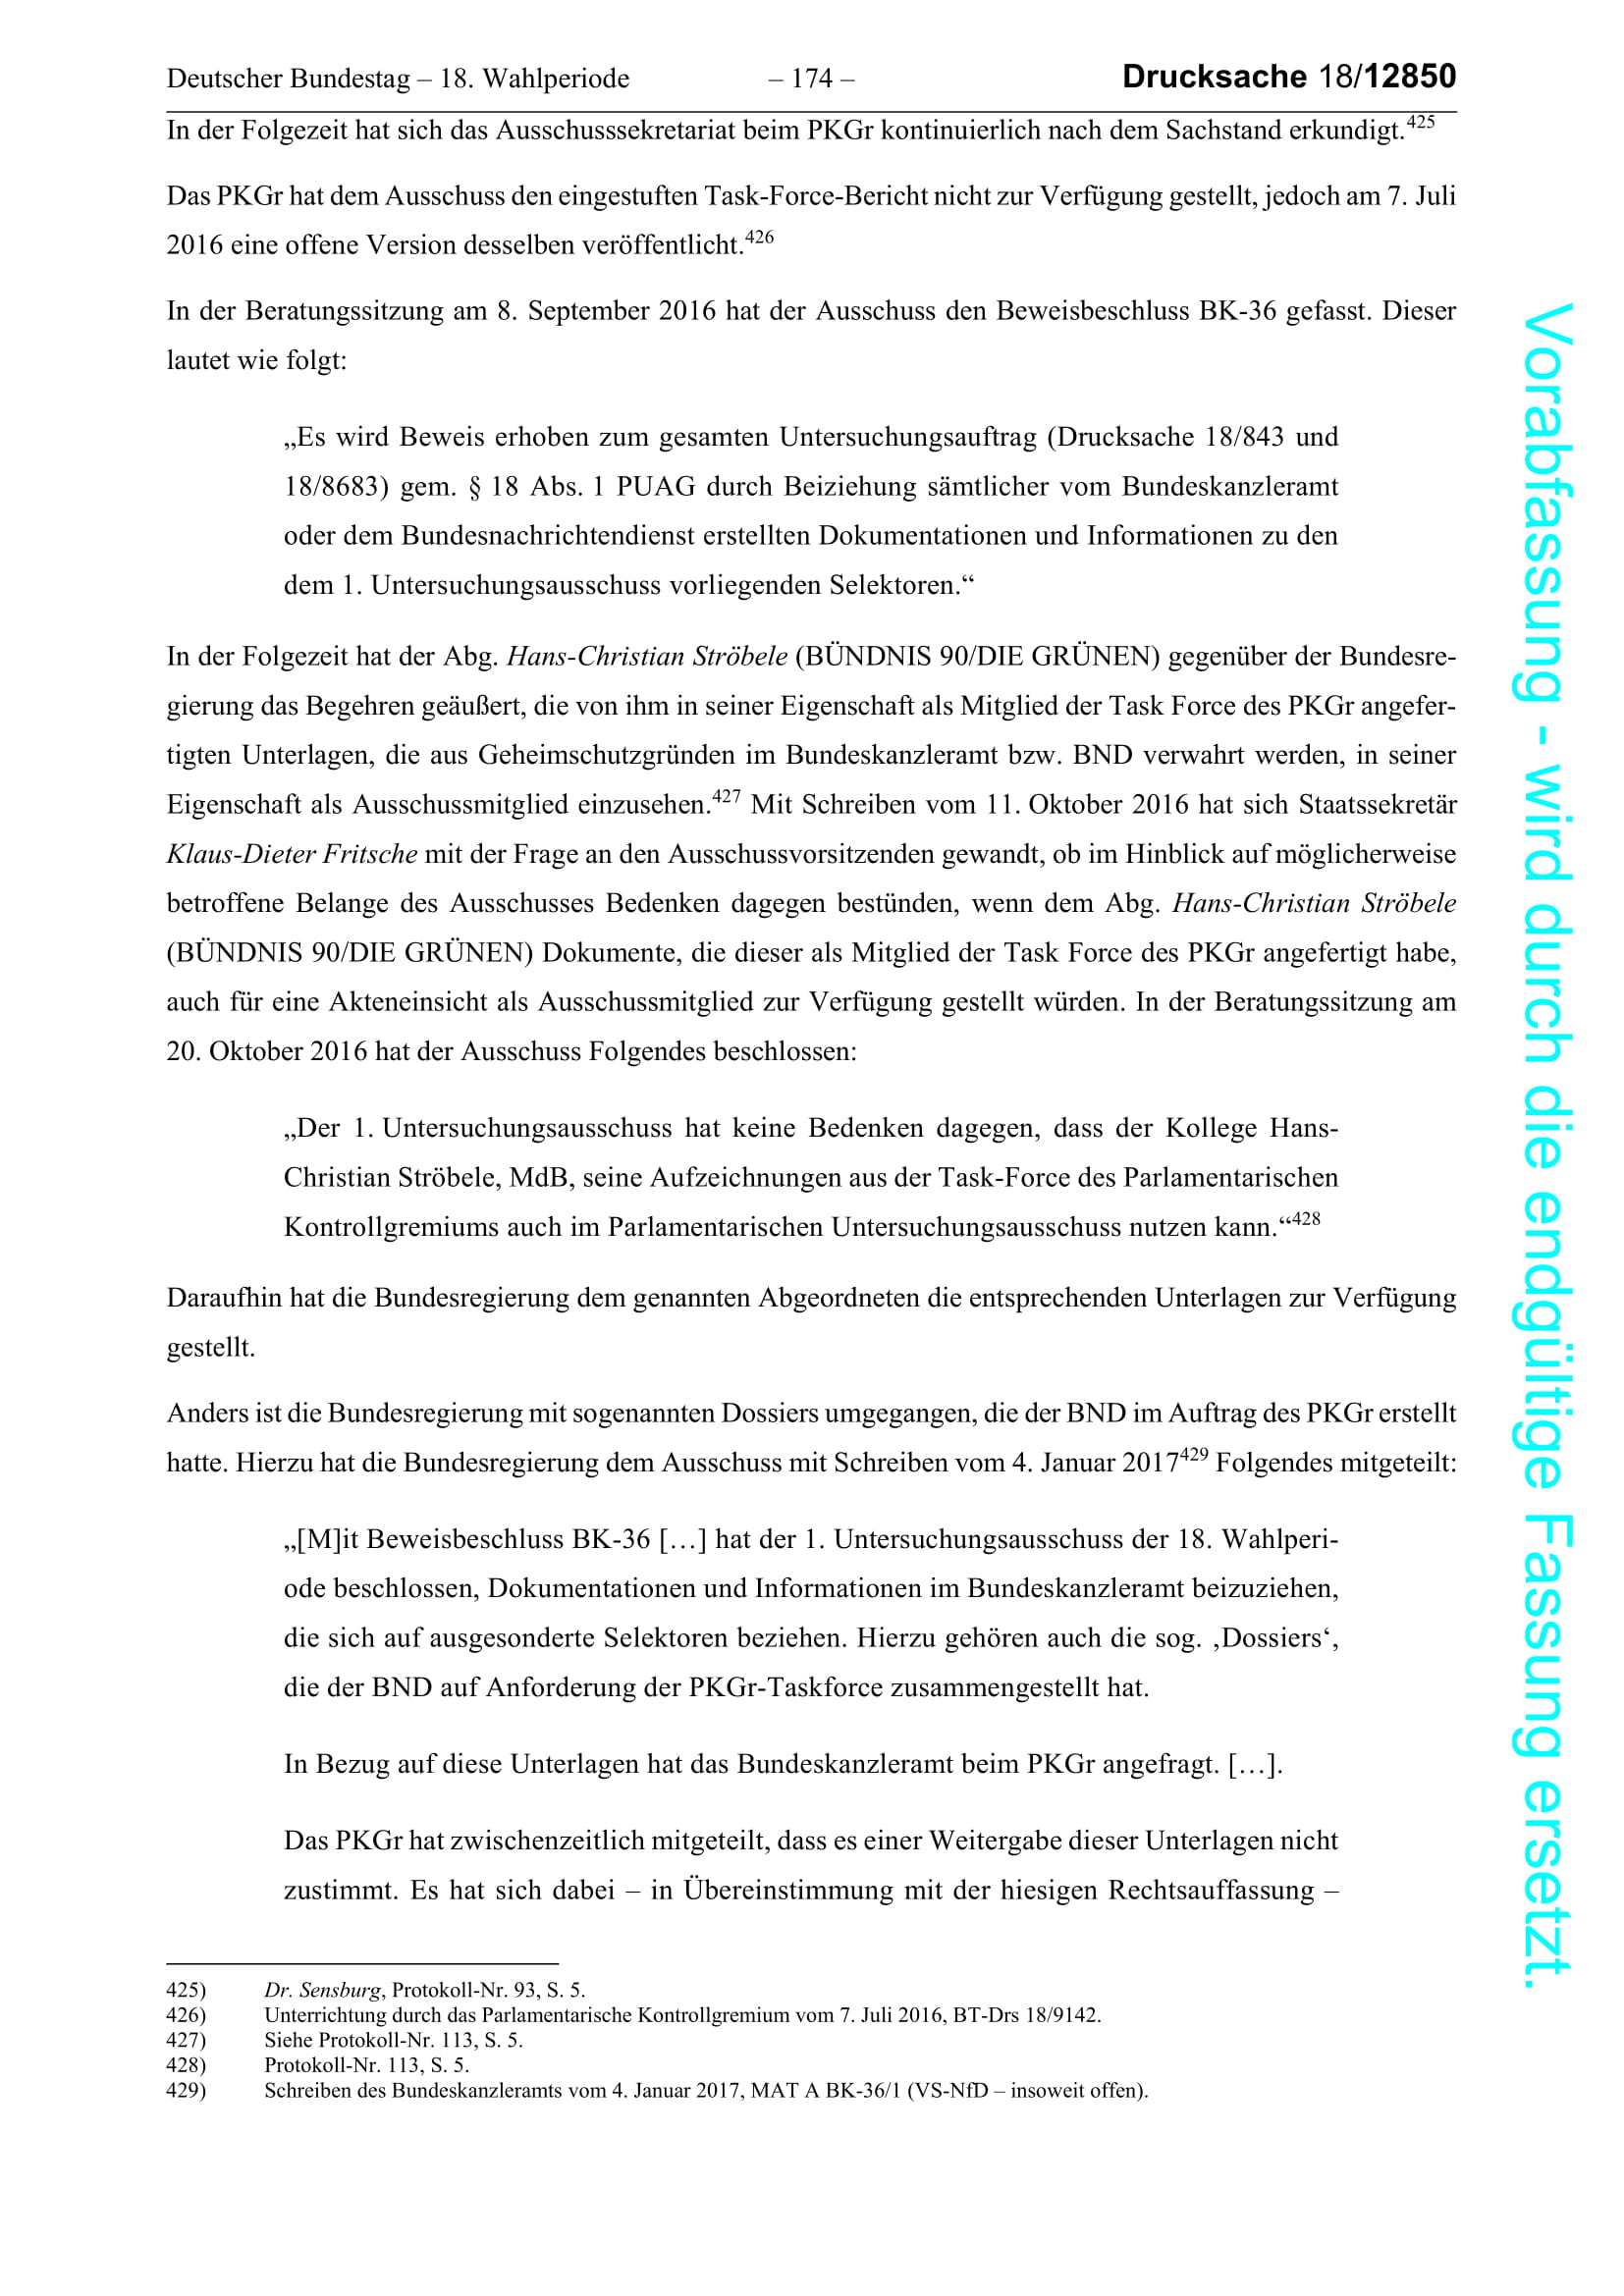 Deutscher Bundestag – 18. Wahlperiode – 174 – Drucksache 18/12850
In der Folgezeit hat sich das Ausschusssekretariat beim PKGr kontinuierlich nach dem Sachstand erkundigt.425
Das PKGr hat dem Ausschuss den eingestuften Task-Force-Bericht nicht zur Verfügung gestellt, jedoch am 7. Juli
2016 eine offene Version desselben veröffentlicht.426
In der Beratungssitzung am 8. September 2016 hat der Ausschuss den Beweisbeschluss BK-36 gefasst. Dieser
lautet wie folgt:
„Es wird Beweis erhoben zum gesamten Untersuchungsauftrag (Drucksache 18/843 und
18/8683) gem. § 18 Abs. 1 PUAG durch Beiziehung sämtlicher vom Bundeskanzleramt
oder dem Bundesnachrichtendienst erstellten Dokumentationen und Informationen zu den
dem 1. Untersuchungsausschuss vorliegenden Selektoren.“
In der Folgezeit hat der Abg. Hans-Christian Ströbele (BÜNDNIS 90/DIE GRÜNEN) gegenüber der Bundesre-
gierung das Begehren geäußert, die von ihm in seiner Eigenschaft als Mitglied der Task Force des PKGr angefer-
tigten Unterlagen, die aus Geheimschutzgründen im Bundeskanzleramt bzw. BND verwahrt werden, in seiner
Eigenschaft als Ausschussmitglied einzusehen.427 Mit Schreiben vom 11. Oktober 2016 hat sich Staatssekretär
Klaus-Dieter Fritsche mit der Frage an den Ausschussvorsitzenden gewandt, ob im Hinblick auf möglicherweise
betroffene Belange des Ausschusses Bedenken dagegen bestünden, wenn dem Abg. Hans-Christian Ströbele
(BÜNDNIS 90/DIE GRÜNEN) Dokumente, die dieser als Mitglied der Task Force des PKGr angefertigt habe,
auch für eine Akteneinsicht als Ausschussmitglied zur Verfügung gestellt würden. In der Beratungssitzung am
20. Oktober 2016 hat der Ausschuss Folgendes beschlossen:
„Der 1. Untersuchungsausschuss hat keine Bedenken dagegen, dass der Kollege Hans-
Christian Ströbele, MdB, seine Aufzeichnungen aus der Task-Force des Parlamentarischen
Kontrollgremiums auch im Parlamentarischen Untersuchungsausschuss nutzen kann.“428
Daraufhin hat die Bundesregierung dem genannten Abgeordneten die entsprechenden Unterlagen zur Verfügung
gestellt.
Anders ist die Bundesregierung mit sogenannten Dossiers umgegangen, die der BND im Auftrag des PKGr erstellt
hatte. Hierzu hat die Bundesregierung dem Ausschuss mit Schreiben vom 4. Januar 2017429 Folgendes mitgeteilt:
„[M]it Beweisbeschluss BK-36 […] hat der 1. Untersuchungsausschuss der 18. Wahlperi-
ode beschlossen, Dokumentationen und Informationen im Bundeskanzleramt beizuziehen,
die sich auf ausgesonderte Selektoren beziehen. Hierzu gehören auch die sog. ‚Dossiers‘,
die der BND auf Anforderung der PKGr-Taskforce zusammengestellt hat.
In Bezug auf diese Unterlagen hat das Bundeskanzleramt beim PKGr angefragt. […].
Das PKGr hat zwischenzeitlich mitgeteilt, dass es einer Weitergabe dieser Unterlagen nicht
zustimmt. Es hat sich dabei – in Übereinstimmung mit der hiesigen Rechtsauffassung –
425) Dr. Sensburg, Protokoll-Nr. 93, S. 5.
426) Unterrichtung durch das Parlamentarische Kontrollgremium vom 7. Juli 2016, BT-Drs 18/9142.
427) Siehe Protokoll-Nr. 113, S. 5.
428) Protokoll-Nr. 113, S. 5.
429) Schreiben des Bundeskanzleramts vom 4. Januar 2017, MAT A BK-36/1 (VS-NfD – insoweit offen).
Vorabfassung - wird durch die endgültige Fassung ersetzt.